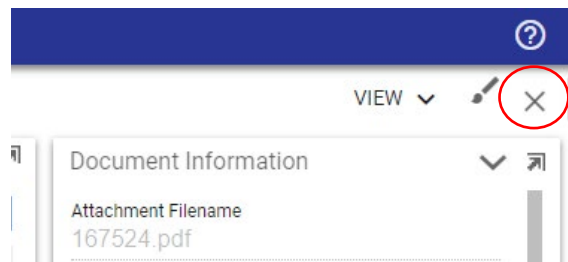 VIEW
Document Information
Attachment Filename
167524.pdf